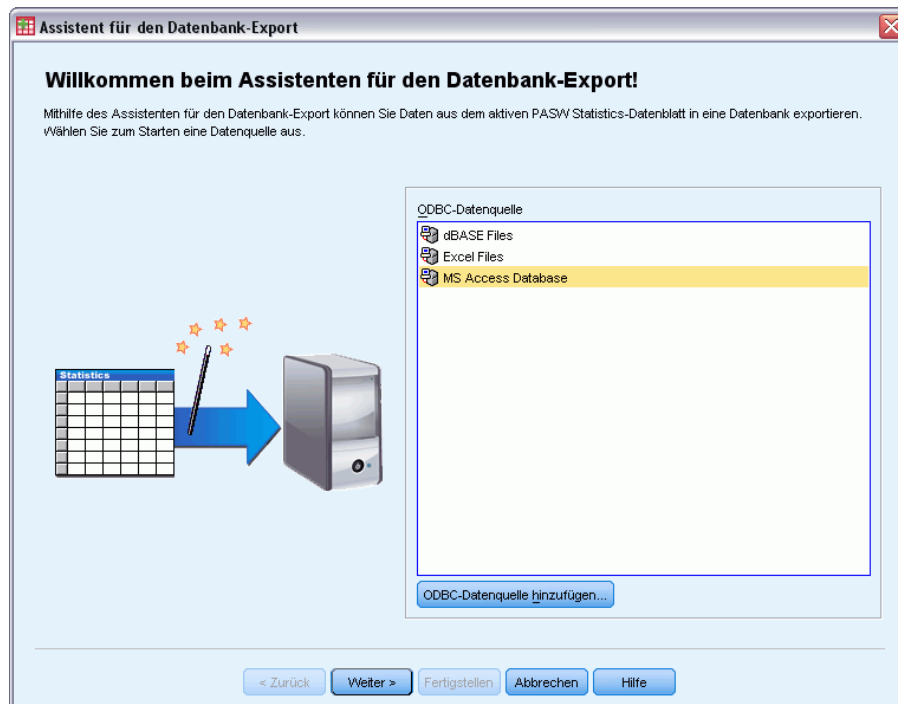 Assistent für den Datenbank-Export
Willkommen beim Assistenten für den Datenbank-Export!
Mithilfe des Assistenten für den Datenbank-Export können Sie Daten aus dem aktiven PASW Statistics-Datenblatt in eine Datenbank exportieren.
Wählen Sie zum Starten eine Datenquelle aus.
ODBC-Datenquelle
dBASE Files
Excel Files
MS Access Database
Statistics
ODBC-Datenquelle hinzufügen...
< Zurück Weiter > Fertigstellen Abbrechen Hilfe